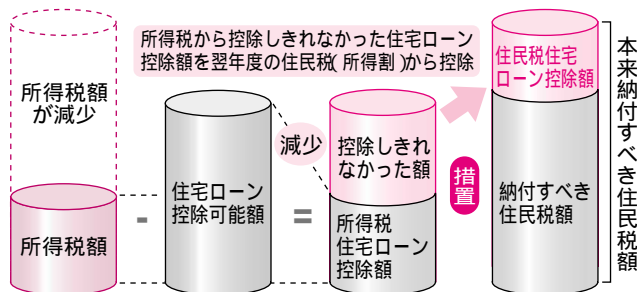 所得税から控除しきれなかった住宅ローン
控除額を翌年度の住民税(所得割)から控除
所得税額
が減少
所得税額
-
住宅ローン
控除可能額
=
減少
控除しきれ
なかった額
所得税
住宅ローン
控除額
措置
住民税住宅
ローン控除額
納付すべき
住民税額
本来納付すべき住民税額